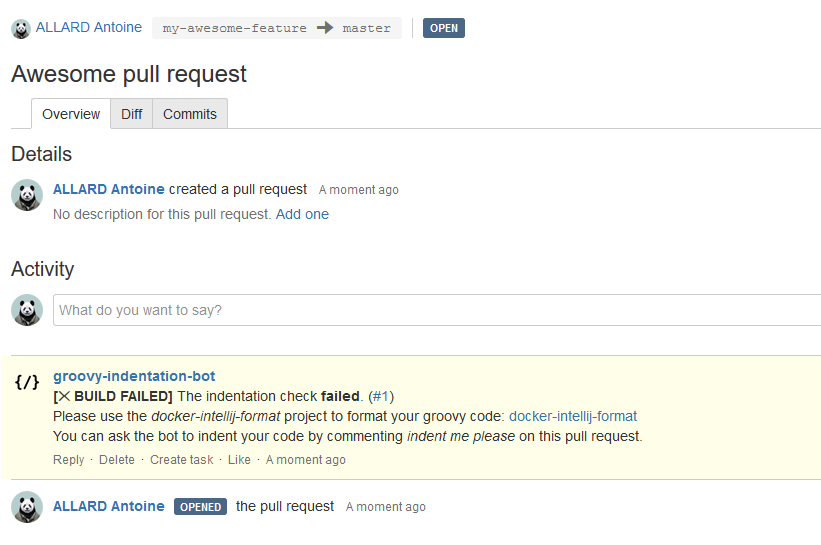 ALLARD Antoine my-awesome-feature → master OPEN
Awesome pull request
Overview Diff Commits
Details
ALLARD Antoine created a pull request A moment ago
No description for this pull request. Add one
Activity
What do you want to say?
{/} groovy-indentation-bot
[✕ BUILD FAILED] The indentation check failed. (#1)
Please use the docker-intellij-format project to format your groovy code: docker-intellij-format
You can ask the bot to indent your code by commenting indent me please on this pull request.
Reply · Delete · Create task · Like · A moment ago
ALLARD Antoine OPENED the pull request A moment ago